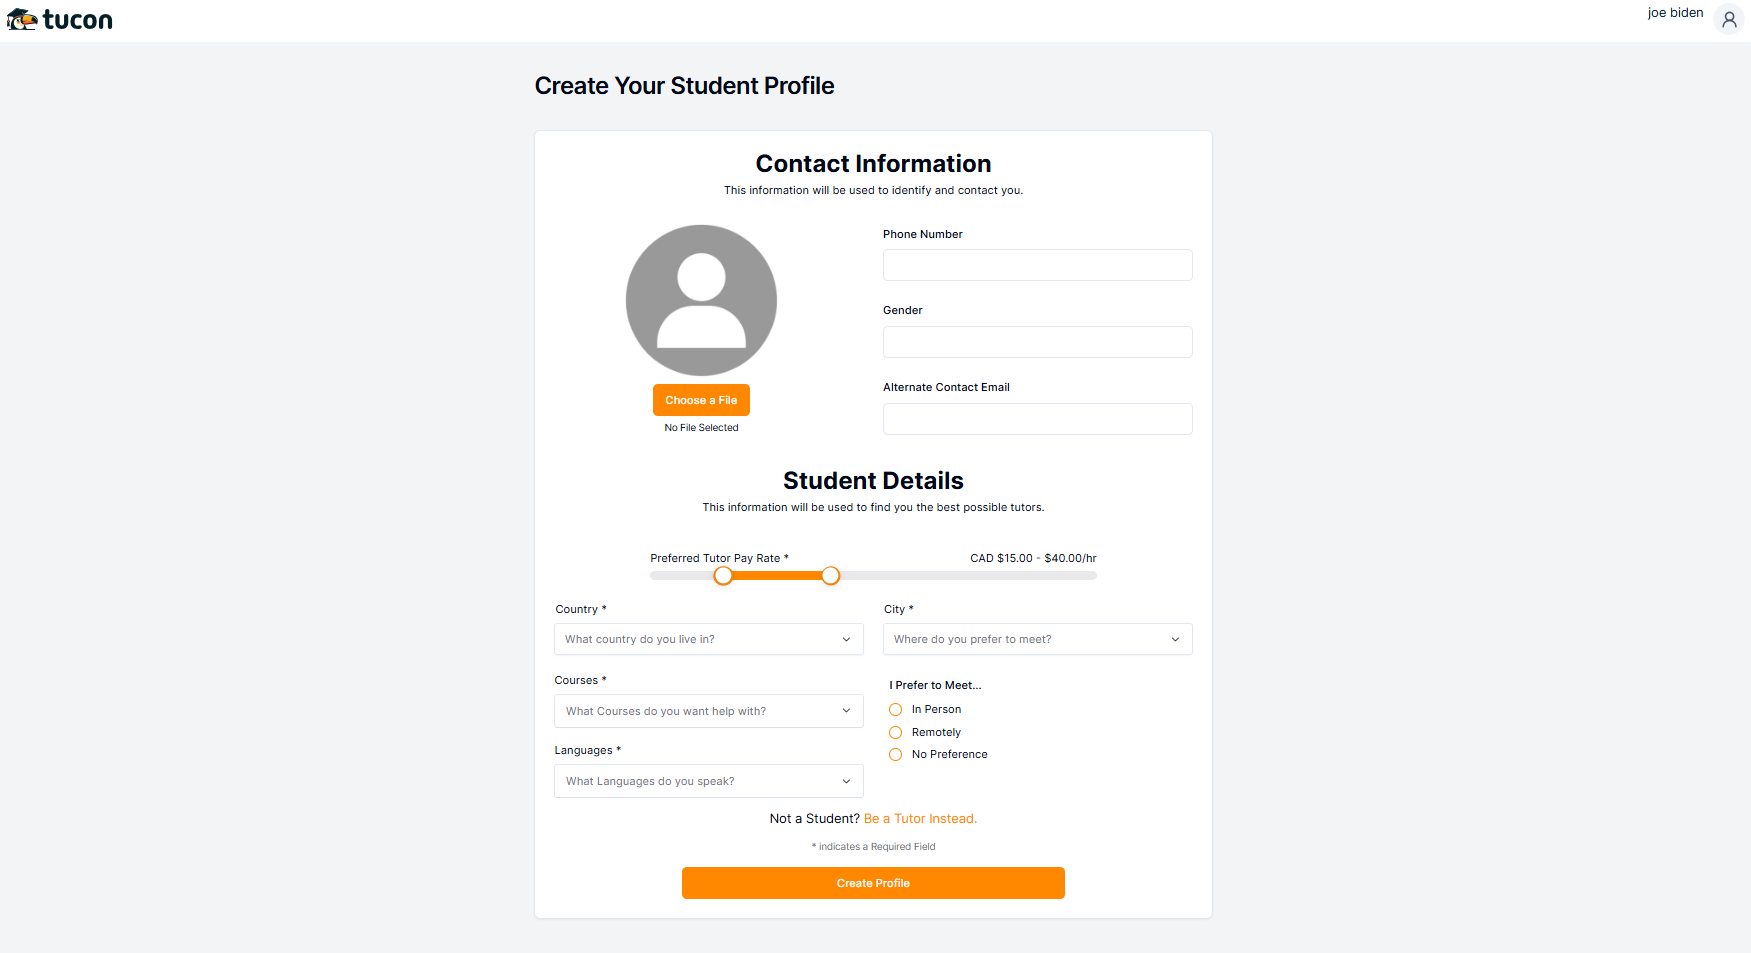 tucon
joe biden
Create Your Student Profile
Contact Information
This information will be used to identify and contact you.
Phone Number
Gender
Choose a File
No File Selected
Alternate Contact Email
Student Details
This information will be used to find you the best possible tutors.
Preferred Tutor Pay Rate *
CAD $15.00 - $40.00/hr
Country *
What country do you live in?
City *
Where do you prefer to meet?
Courses *
What Courses do you want help with?
I Prefer to Meet...
In Person
Remotely
No Preference
Languages *
What Languages do you speak?
Not a Student? Be a Tutor Instead.
* indicates a Required Field
Create Profile